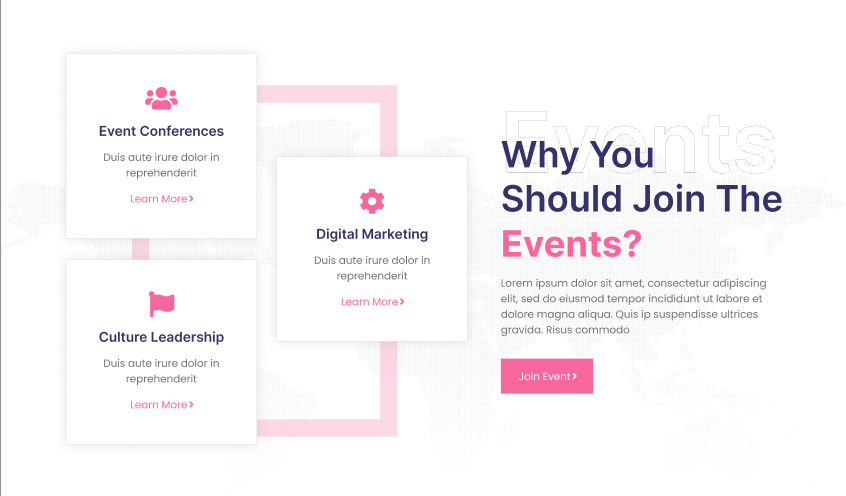 Event Conferences
Duis aute irure dolor in
reprehenderit
Learn More
Digital Marketing
Duis aute irure dolor in
reprehenderit
Learn More
Culture Leadership
Duis aute irure dolor in
reprehenderit
Learn More
Events
Why You
Should Join The
Events?
Lorem ipsum dolor sit amet, consectetur adipiscing
elit, sed do eiusmod tempor incididunt ut labore et
dolore magna aliqua. Quis ip suspendisse ultrices
gravida. Risus commodo
Join Event